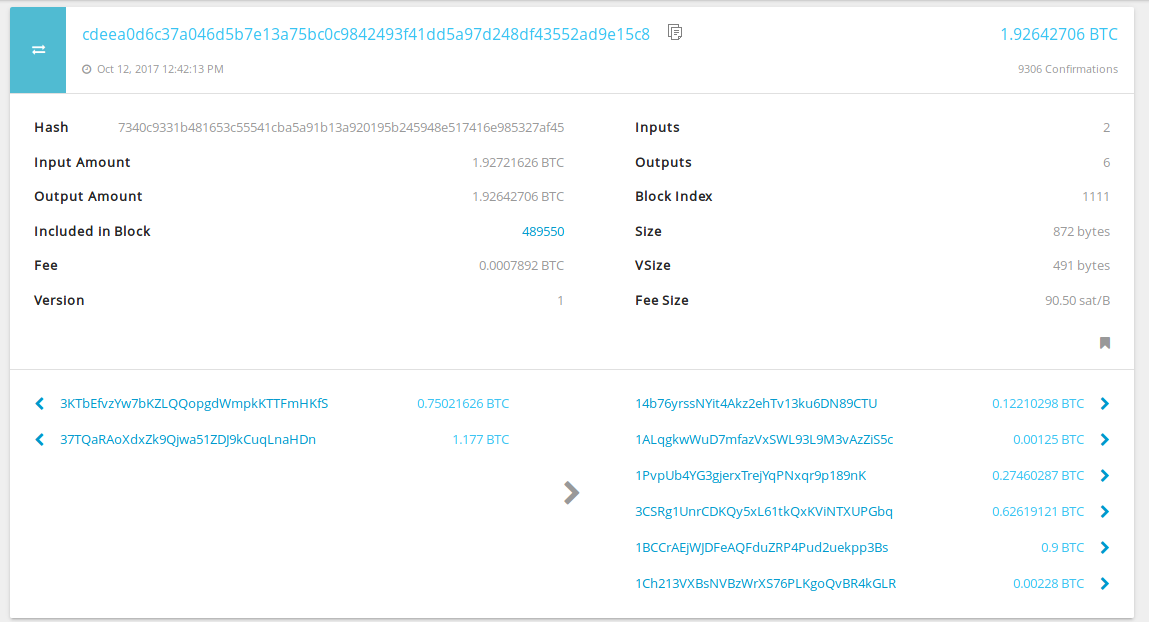 cdeea0d6c37a046d5b7e13a75bc0c9842493f41dd5a97d248df43552ad9e15c8 1.92642706 BTC
Oct 12, 2017 12:42:13 PM 9306 Confirmations
Hash 7340c9331b481653c55541cba5a91b13a920195b245948e517416e985327af45 Inputs 2
Input Amount 1.92721626 BTC Outputs 6
Output Amount 1.92642706 BTC Block Index 1111
Included in Block 489550 Size 872 bytes
Fee 0.0007892 BTC VSize 491 bytes
Version 1 Fee Size 90.50 sat/B
3KTbEfvzYw7bKZLQQopgdWmpkKTTFmHKfS 0.75021626 BTC 14b76yrssNYit4Akz2ehTv13ku6DN89CTU 0.12210298 BTC
37TQaRAoXdxZk9Qjwa51ZDJ9kCuqLnaHDn 1.177 BTC 1ALqgkwWuD7mfazVxSWL93L9M3vAzZiS5c 0.00125 BTC
1PvpUb4YG3gjerxTrejYqPNxqr9p189nK 0.27460287 BTC
3CSRg1UnrCDKQy5xL61tkQxKViNTXUPGbq 0.62619121 BTC
1BCCrAEjWJDFeAQFduZRP4Pud2uekpp3Bs 0.9 BTC
1Ch213VXBsNVBzWrXS76PLKgoQvBR4kGLR 0.00228 BTC